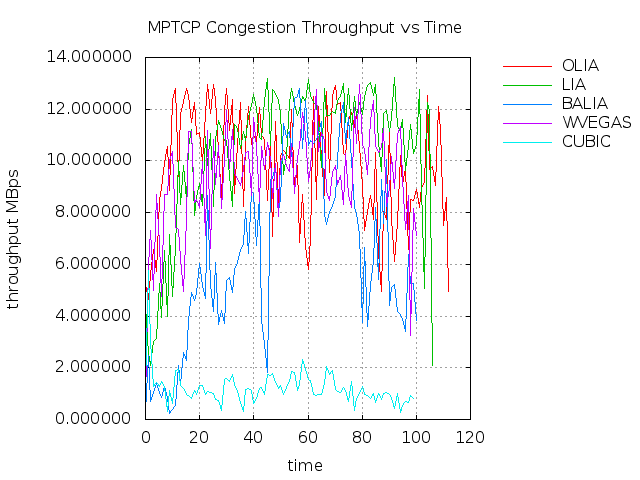 MPTCP Congestion Throughput vs Time
14.000000
12.000000
10.000000
8.000000
6.000000
4.000000
2.000000
0.000000
throughput MBps
0 20 40 60 80 100 120
time
OLIA
LIA
BALIA
WVEGAS
CUBIC